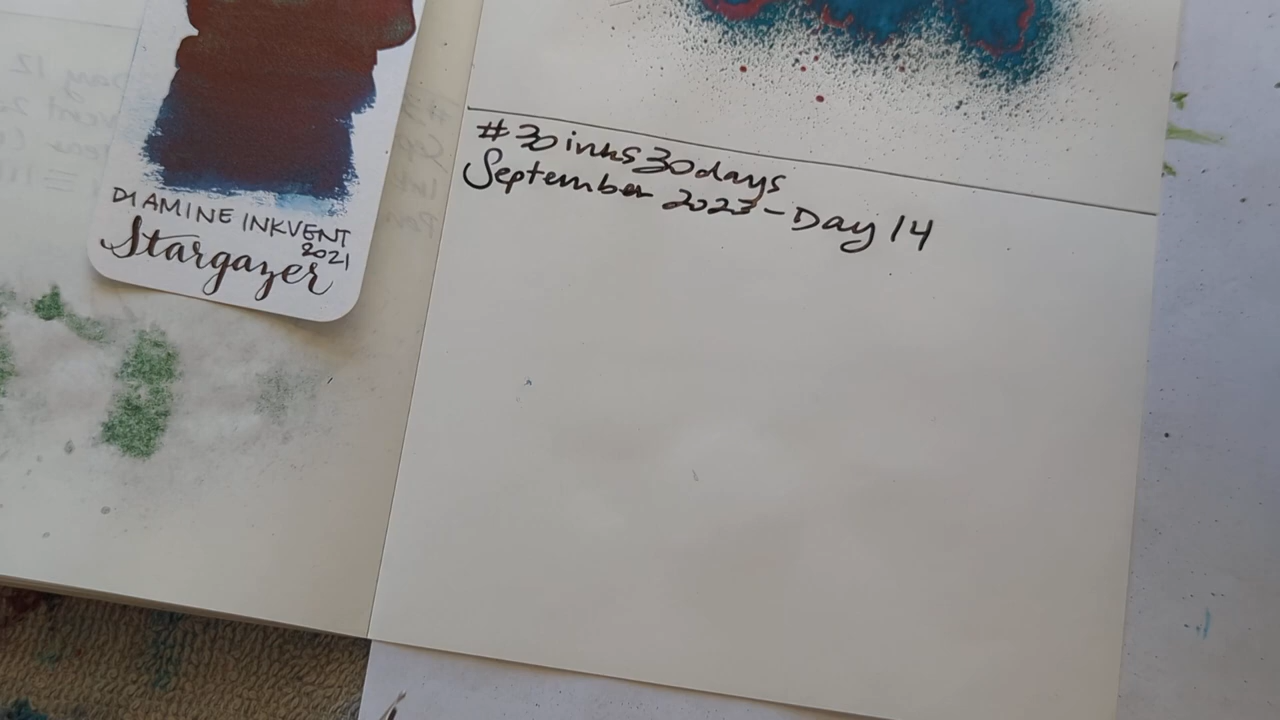 DIAMINE INKVENT
2021
Stargazer
#30inks30days
September 2023 - Day 14